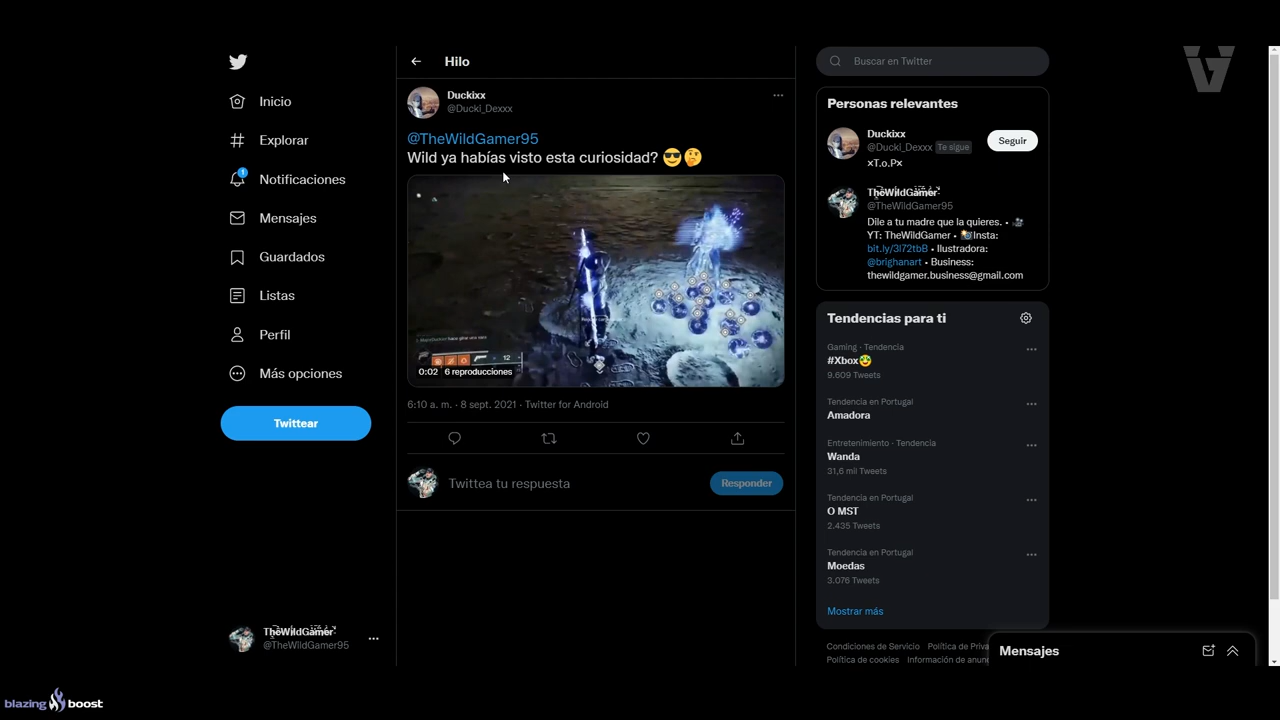 Inicio
Explorar
1
Notificaciones
Mensajes
Guardados
Listas
Perfil
Más opciones
Twittear
TheWildGamer
@TheWildGamer95
Hilo
Duckixx
@Ducki_Dexxx
@TheWildGamer95
Wild ya habías visto esta curiosidad? 😎🤔
12
0:02 6 reproducciones
6:10 a. m. · 8 sept. 2021 · Twitter for Android
Twittea tu respuesta
Responder
Buscar en Twitter
Personas relevantes
Duckixx
@Ducki_Dexxx Te sigue
Seguir
×T.o.P×
TheWildGamer
@TheWildGamer95
Dile a tu madre que la quieres. • 🎥
YT: TheWildGamer • 📸Insta:
bit.ly/3l72tbB • Ilustradora:
@brighanart • Business:
thewildgamer.business@gmail.com
Tendencias para ti
Gaming · Tendencia
#Xbox
9.609 Tweets
Tendencia en Portugal
Amadora
Entretenimiento · Tendencia
Wanda
31,6 mil Tweets
Tendencia en Portugal
O MST
2.435 Tweets
Tendencia en Portugal
Moedas
3.076 Tweets
Mostrar más
Condiciones de Servicio Política de Priva
Política de cookies Información de anun
Mensajes
blazing boost